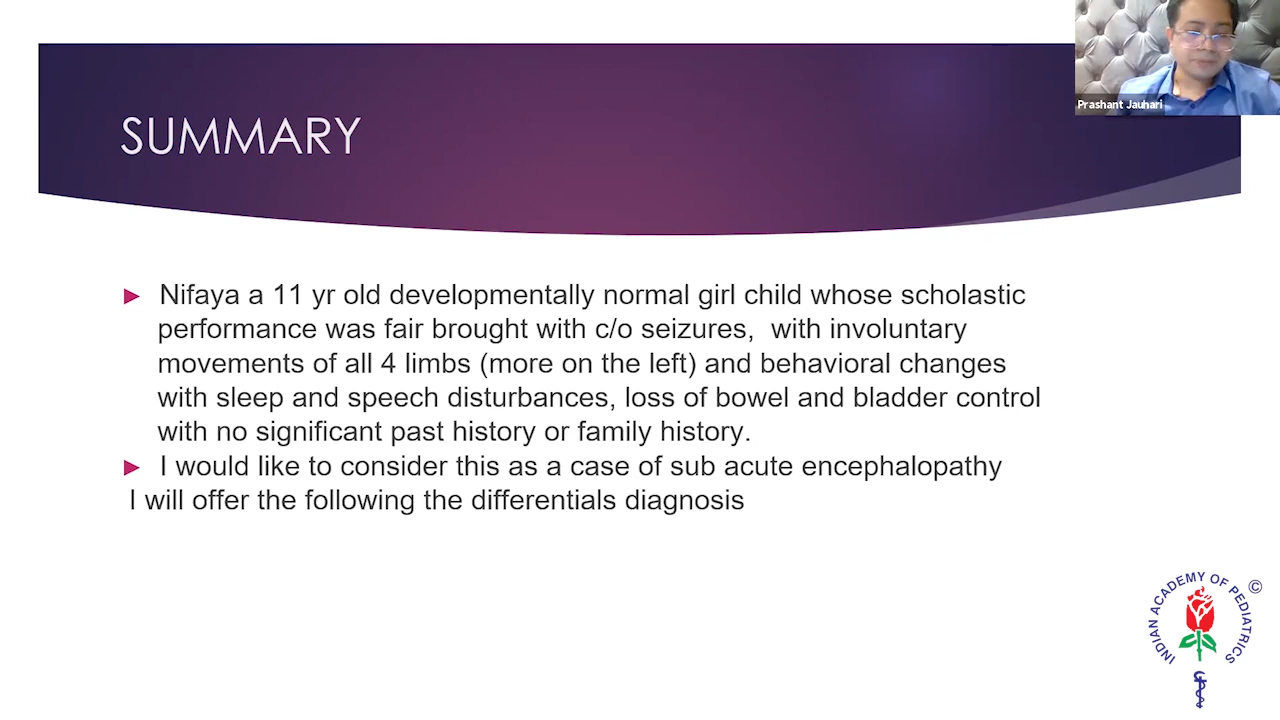 Prashant Jauhari
SUMMARY
► Nifaya a 11 yr old developmentally normal girl child whose scholastic
performance was fair brought with c/o seizures, with involuntary
movements of all 4 limbs (more on the left) and behavioral changes
with sleep and speech disturbances, loss of bowel and bladder control
with no significant past history or family history.
► I would like to consider this as a case of sub acute encephalopathy
I will offer the following the differentials diagnosis
INDIAN ACADEMY OF PEDIATRICS
©